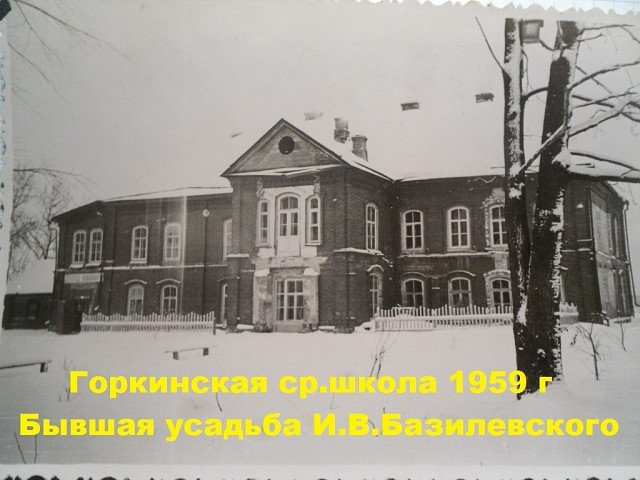 Горкинская ср.школа 1959 г
Бывшая усадьба И.В.Базилевского